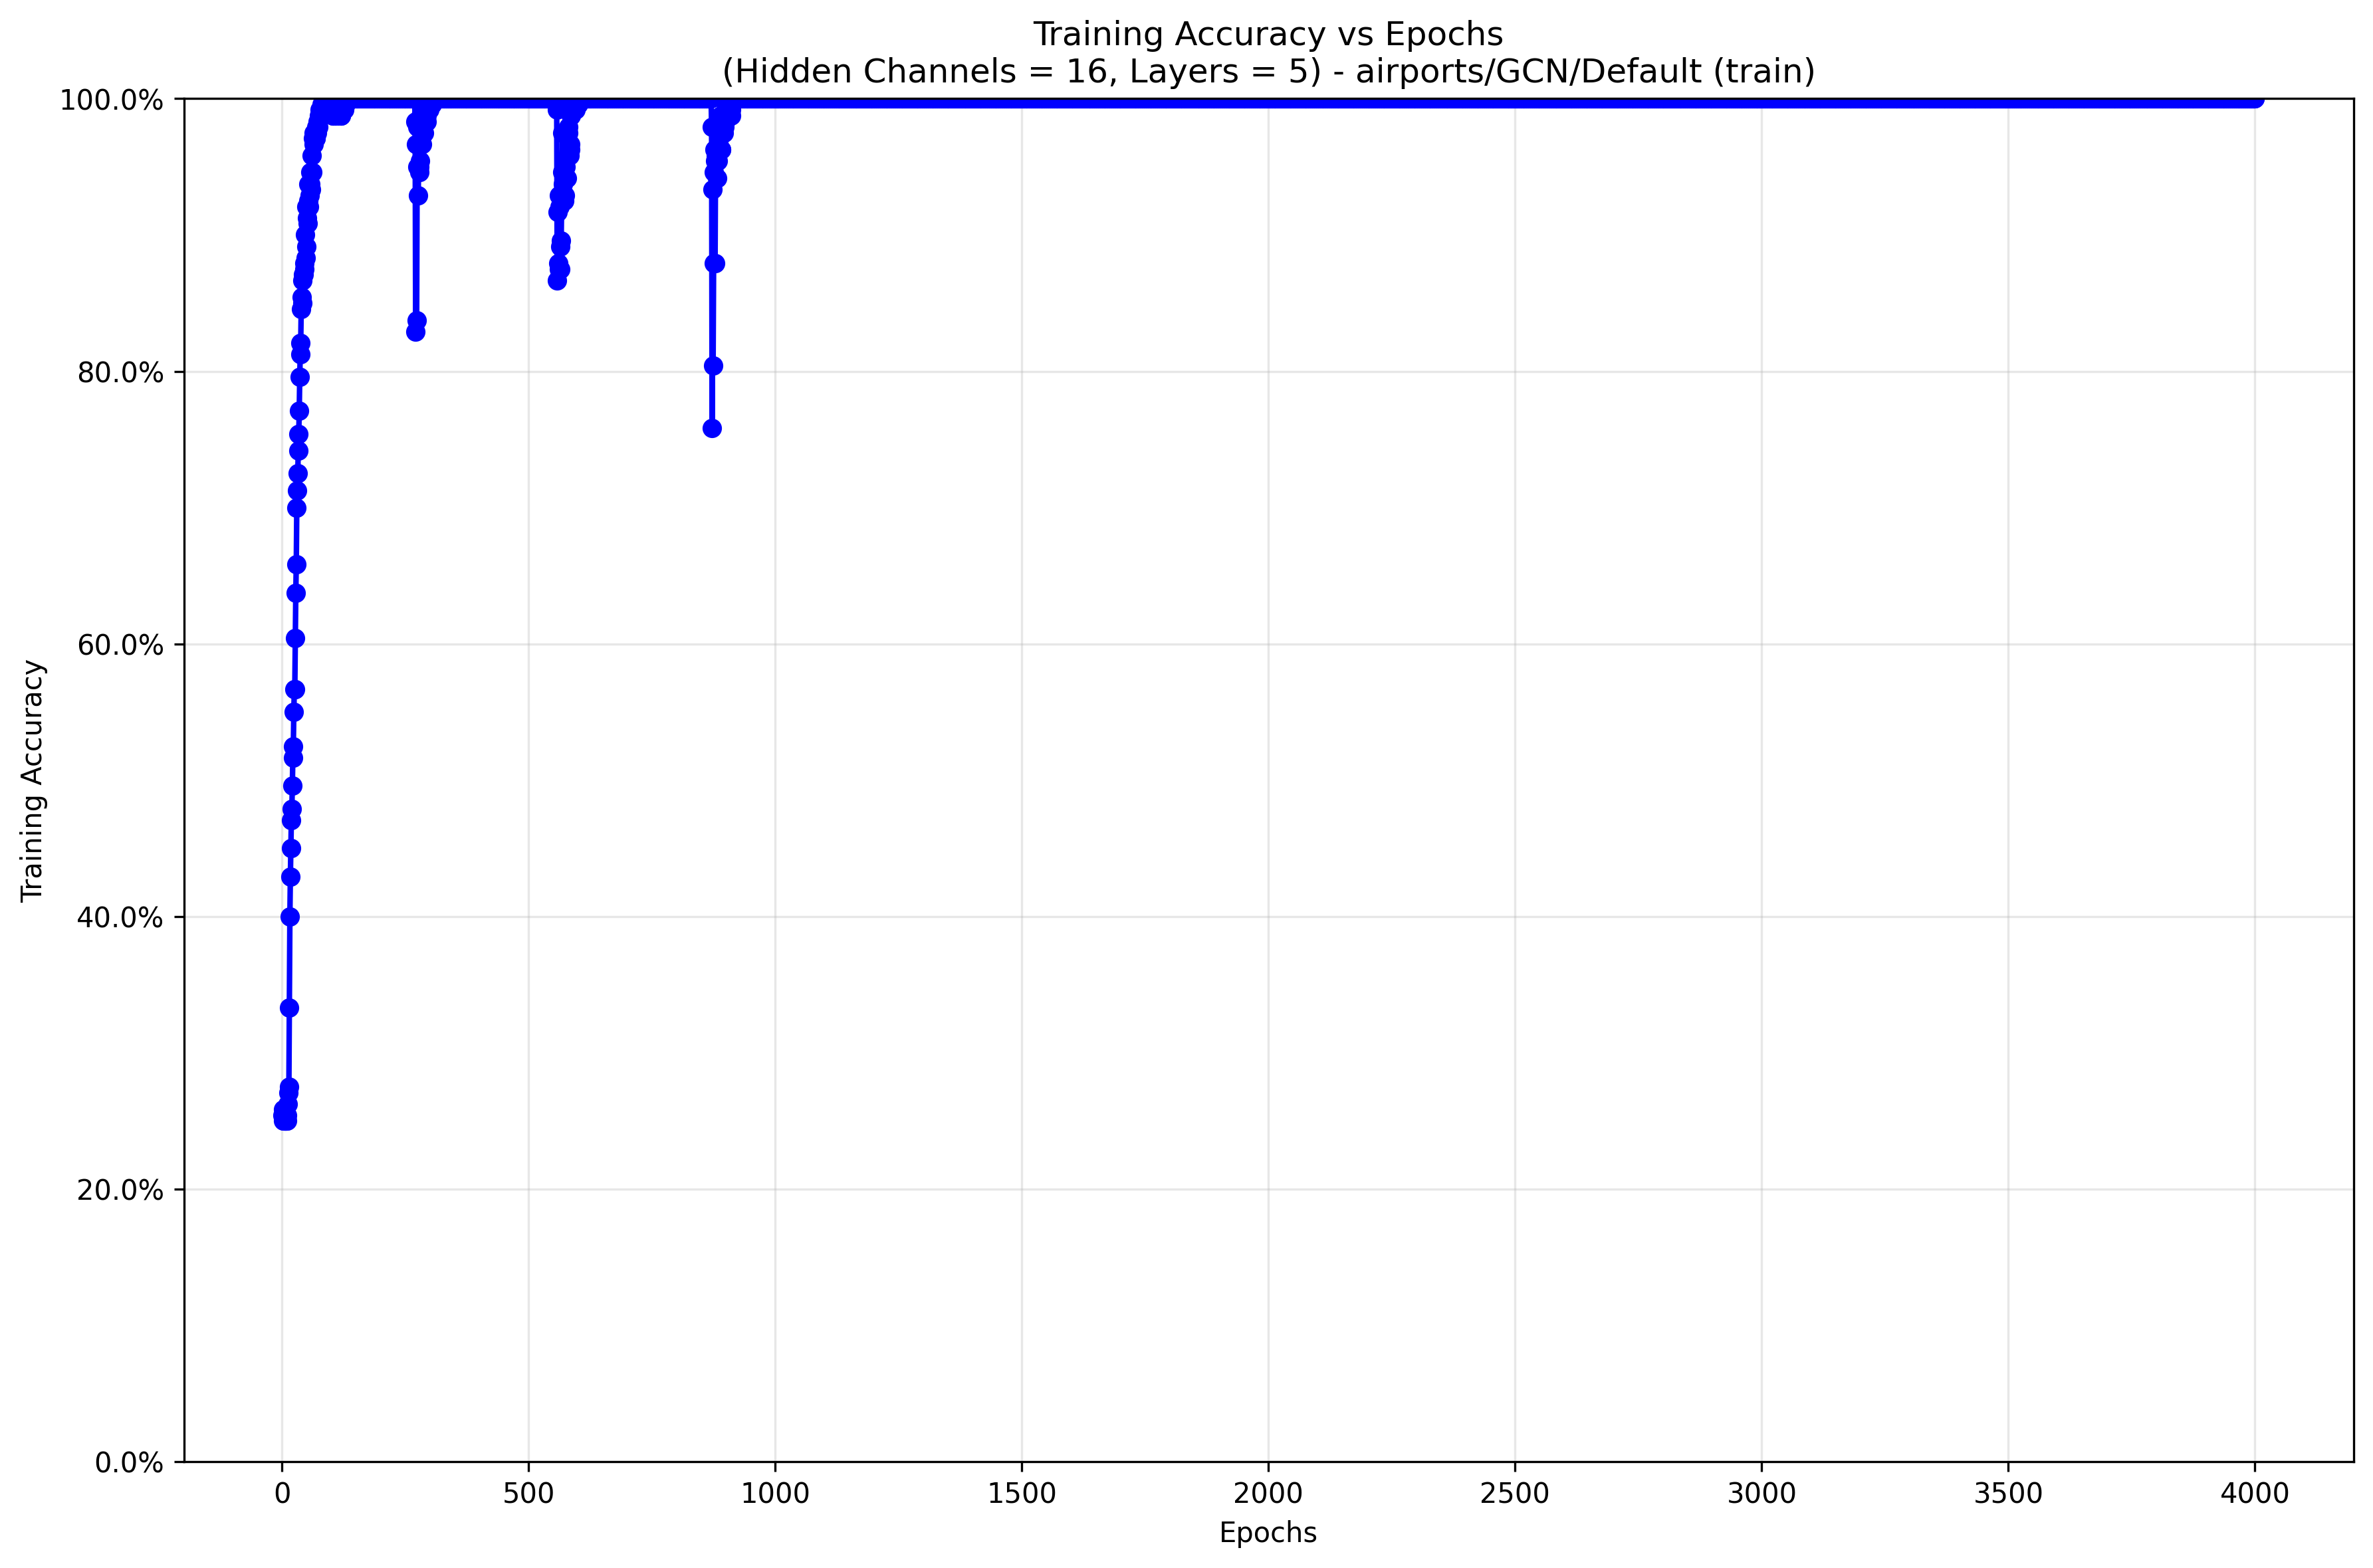 Training Accuracy vs Epochs
(Hidden Channels = 16, Layers = 5) - airports/GCN/Default (train)
Training Accuracy
100.0%
80.0%
60.0%
40.0%
20.0%
0.0%
0 500 1000 1500 2000 2500 3000 3500 4000
Epochs